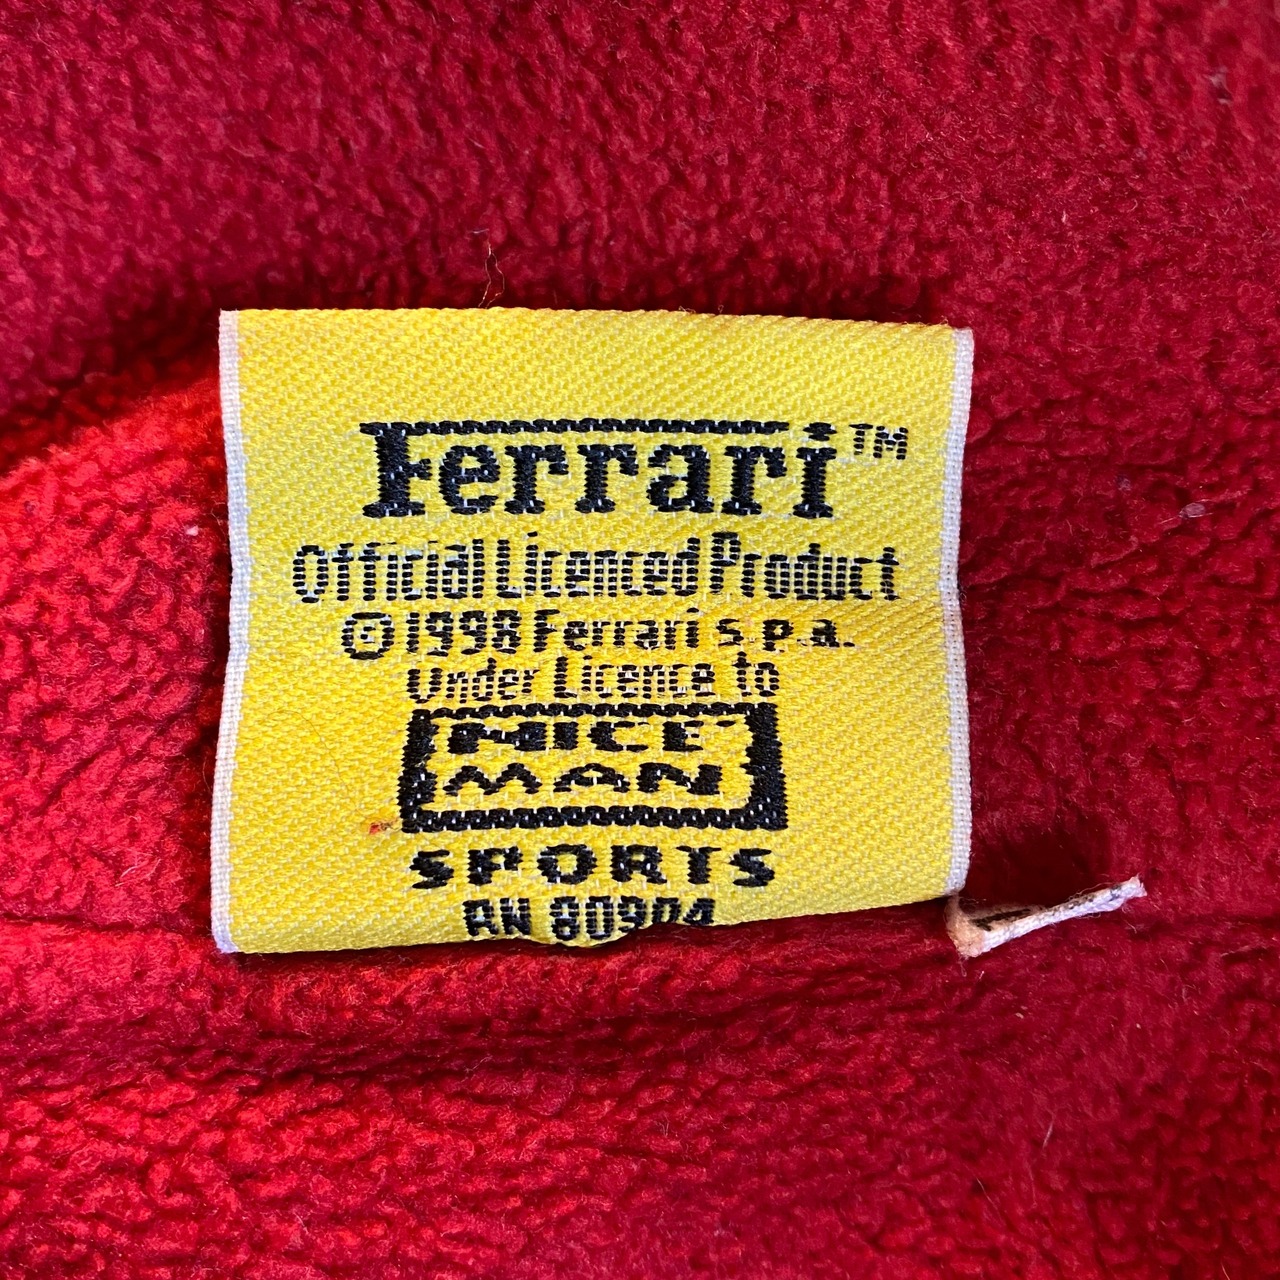 Ferrari™
Official Licenced Product
©1998 Ferrari s.p.a.
Under Licence to
NICE
MAN
SPORTS
RN 80904